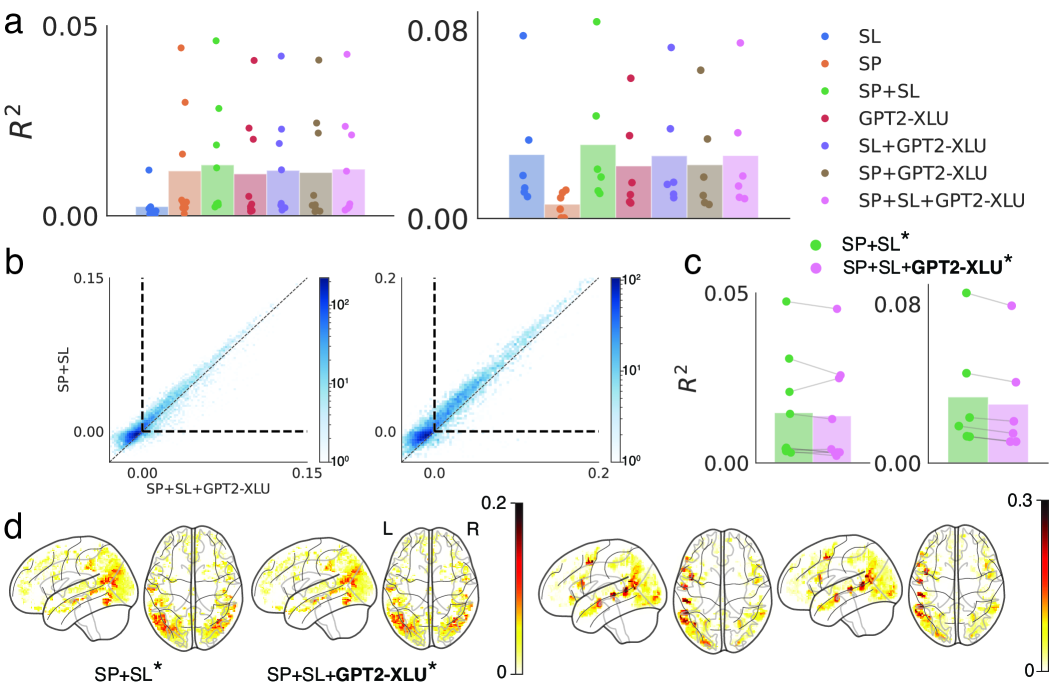 a
0.05
R²
0.00
0.08
0.00
SL
SP
SP+SL
GPT2-XLU
SL+GPT2-XLU
SP+GPT2-XLU
SP+SL+GPT2-XLU
b
0.15
SP+SL
0.00
0.00
0.15
SP+SL+GPT2-XLU
10²
10¹
10⁰
0.2
0.0
0.0
0.2
10²
10¹
10⁰
c
SP+SL*
SP+SL+GPT2-XLU*
0.05
R²
0.00
0.08
0.00
d
L
R
0.2
0
SP+SL*
SP+SL+GPT2-XLU*
0.3
0